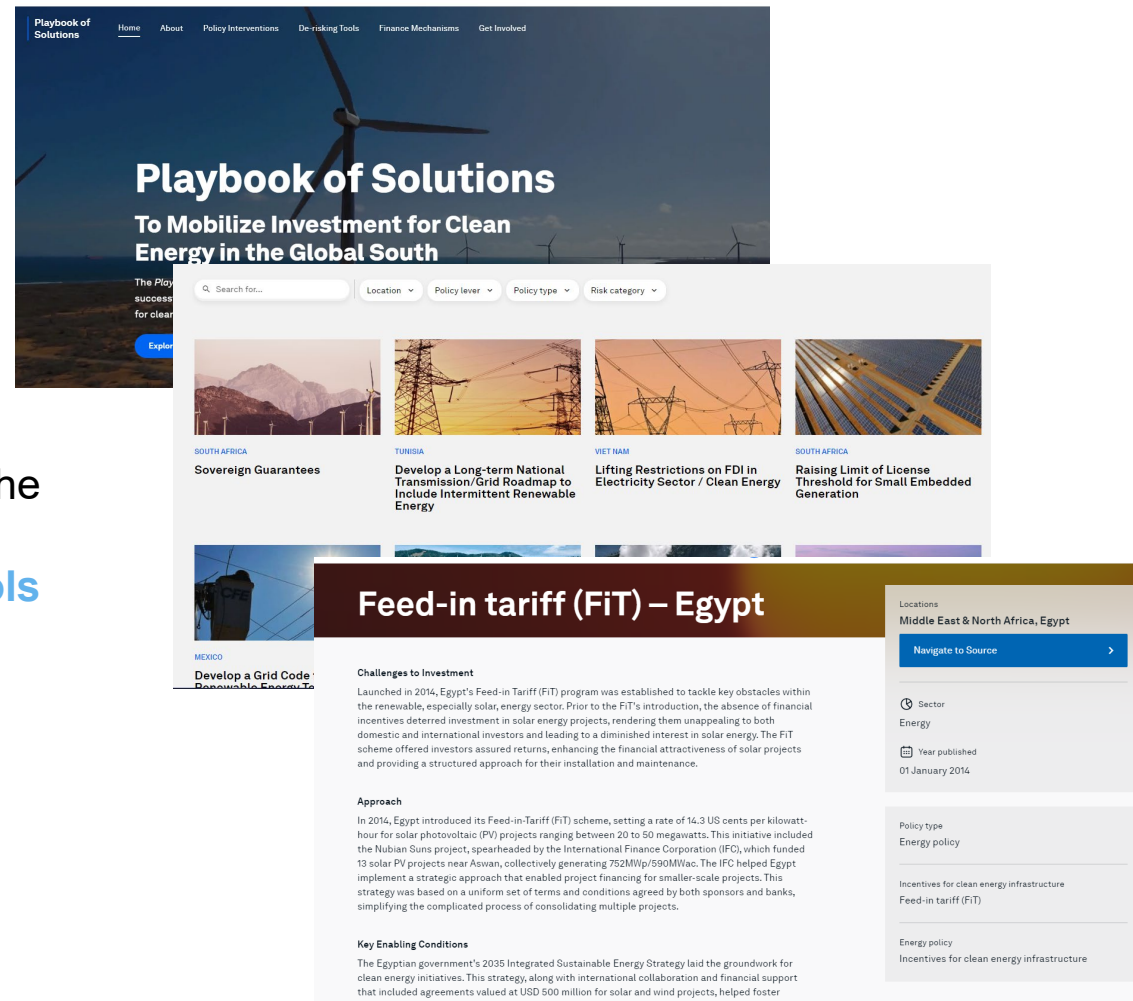 Playbook of
Solutions
Home About Policy Interventions De-risking Tools Finance Mechanisms Get Involved
Playbook of Solutions
To Mobilize Investment for Clean
Energy in the Global South
The Play
success
for clear
Explor
Search for...
Location Policy lever Policy type Risk category
SOUTH AFRICA
Sovereign Guarantees
TUNISIA
Develop a Long-term National
Transmission/Grid Roadmap to
Include Intermittent Renewable
Energy
VIET NAM
Lifting Restrictions on FDI in
Electricity Sector / Clean Energy
SOUTH AFRICA
Raising Limit of License
Threshold for Small Embedded
Generation
he
ols
CFE
MEXICO
Develop a Grid Code
Renewable Energy Te
Feed-in tariff (FiT) – Egypt
Challenges to Investment
Launched in 2014, Egypt's Feed-in Tariff (FiT) program was established to tackle key obstacles within
the renewable, especially solar, energy sector. Prior to the FiT's introduction, the absence of financial
incentives deterred investment in solar energy projects, rendering them unappealing to both
domestic and international investors and leading to a diminished interest in solar energy. The FiT
scheme offered investors assured returns, enhancing the financial attractiveness of solar projects
and providing a structured approach for their installation and maintenance.
Approach
In 2014, Egypt introduced its Feed-in-Tariff (FiT) scheme, setting a rate of 14.3 US cents per kilowatt-
hour for solar photovoltaic (PV) projects ranging between 20 to 50 megawatts. This initiative included
the Nubian Suns project, spearheaded by the International Finance Corporation (IFC), which funded
13 solar PV projects near Aswan, collectively generating 752MWp/590MWac. The IFC helped Egypt
implement a strategic approach that enabled project financing for smaller-scale projects. This
strategy was based on a uniform set of terms and conditions agreed by both sponsors and banks,
simplifying the complicated process of consolidating multiple projects.
Key Enabling Conditions
The Egyptian government's 2035 Integrated Sustainable Energy Strategy laid the groundwork for
clean energy initiatives. This strategy, along with international collaboration and financial support
that included agreements valued at USD 500 million for solar and wind projects, helped foster
Locations
Middle East & North Africa, Egypt
Navigate to Source
Sector
Energy
Year published
01 January 2014
Policy type
Energy policy
Incentives for clean energy infrastructure
Feed-in tariff (FiT)
Energy policy
Incentives for clean energy infrastructure